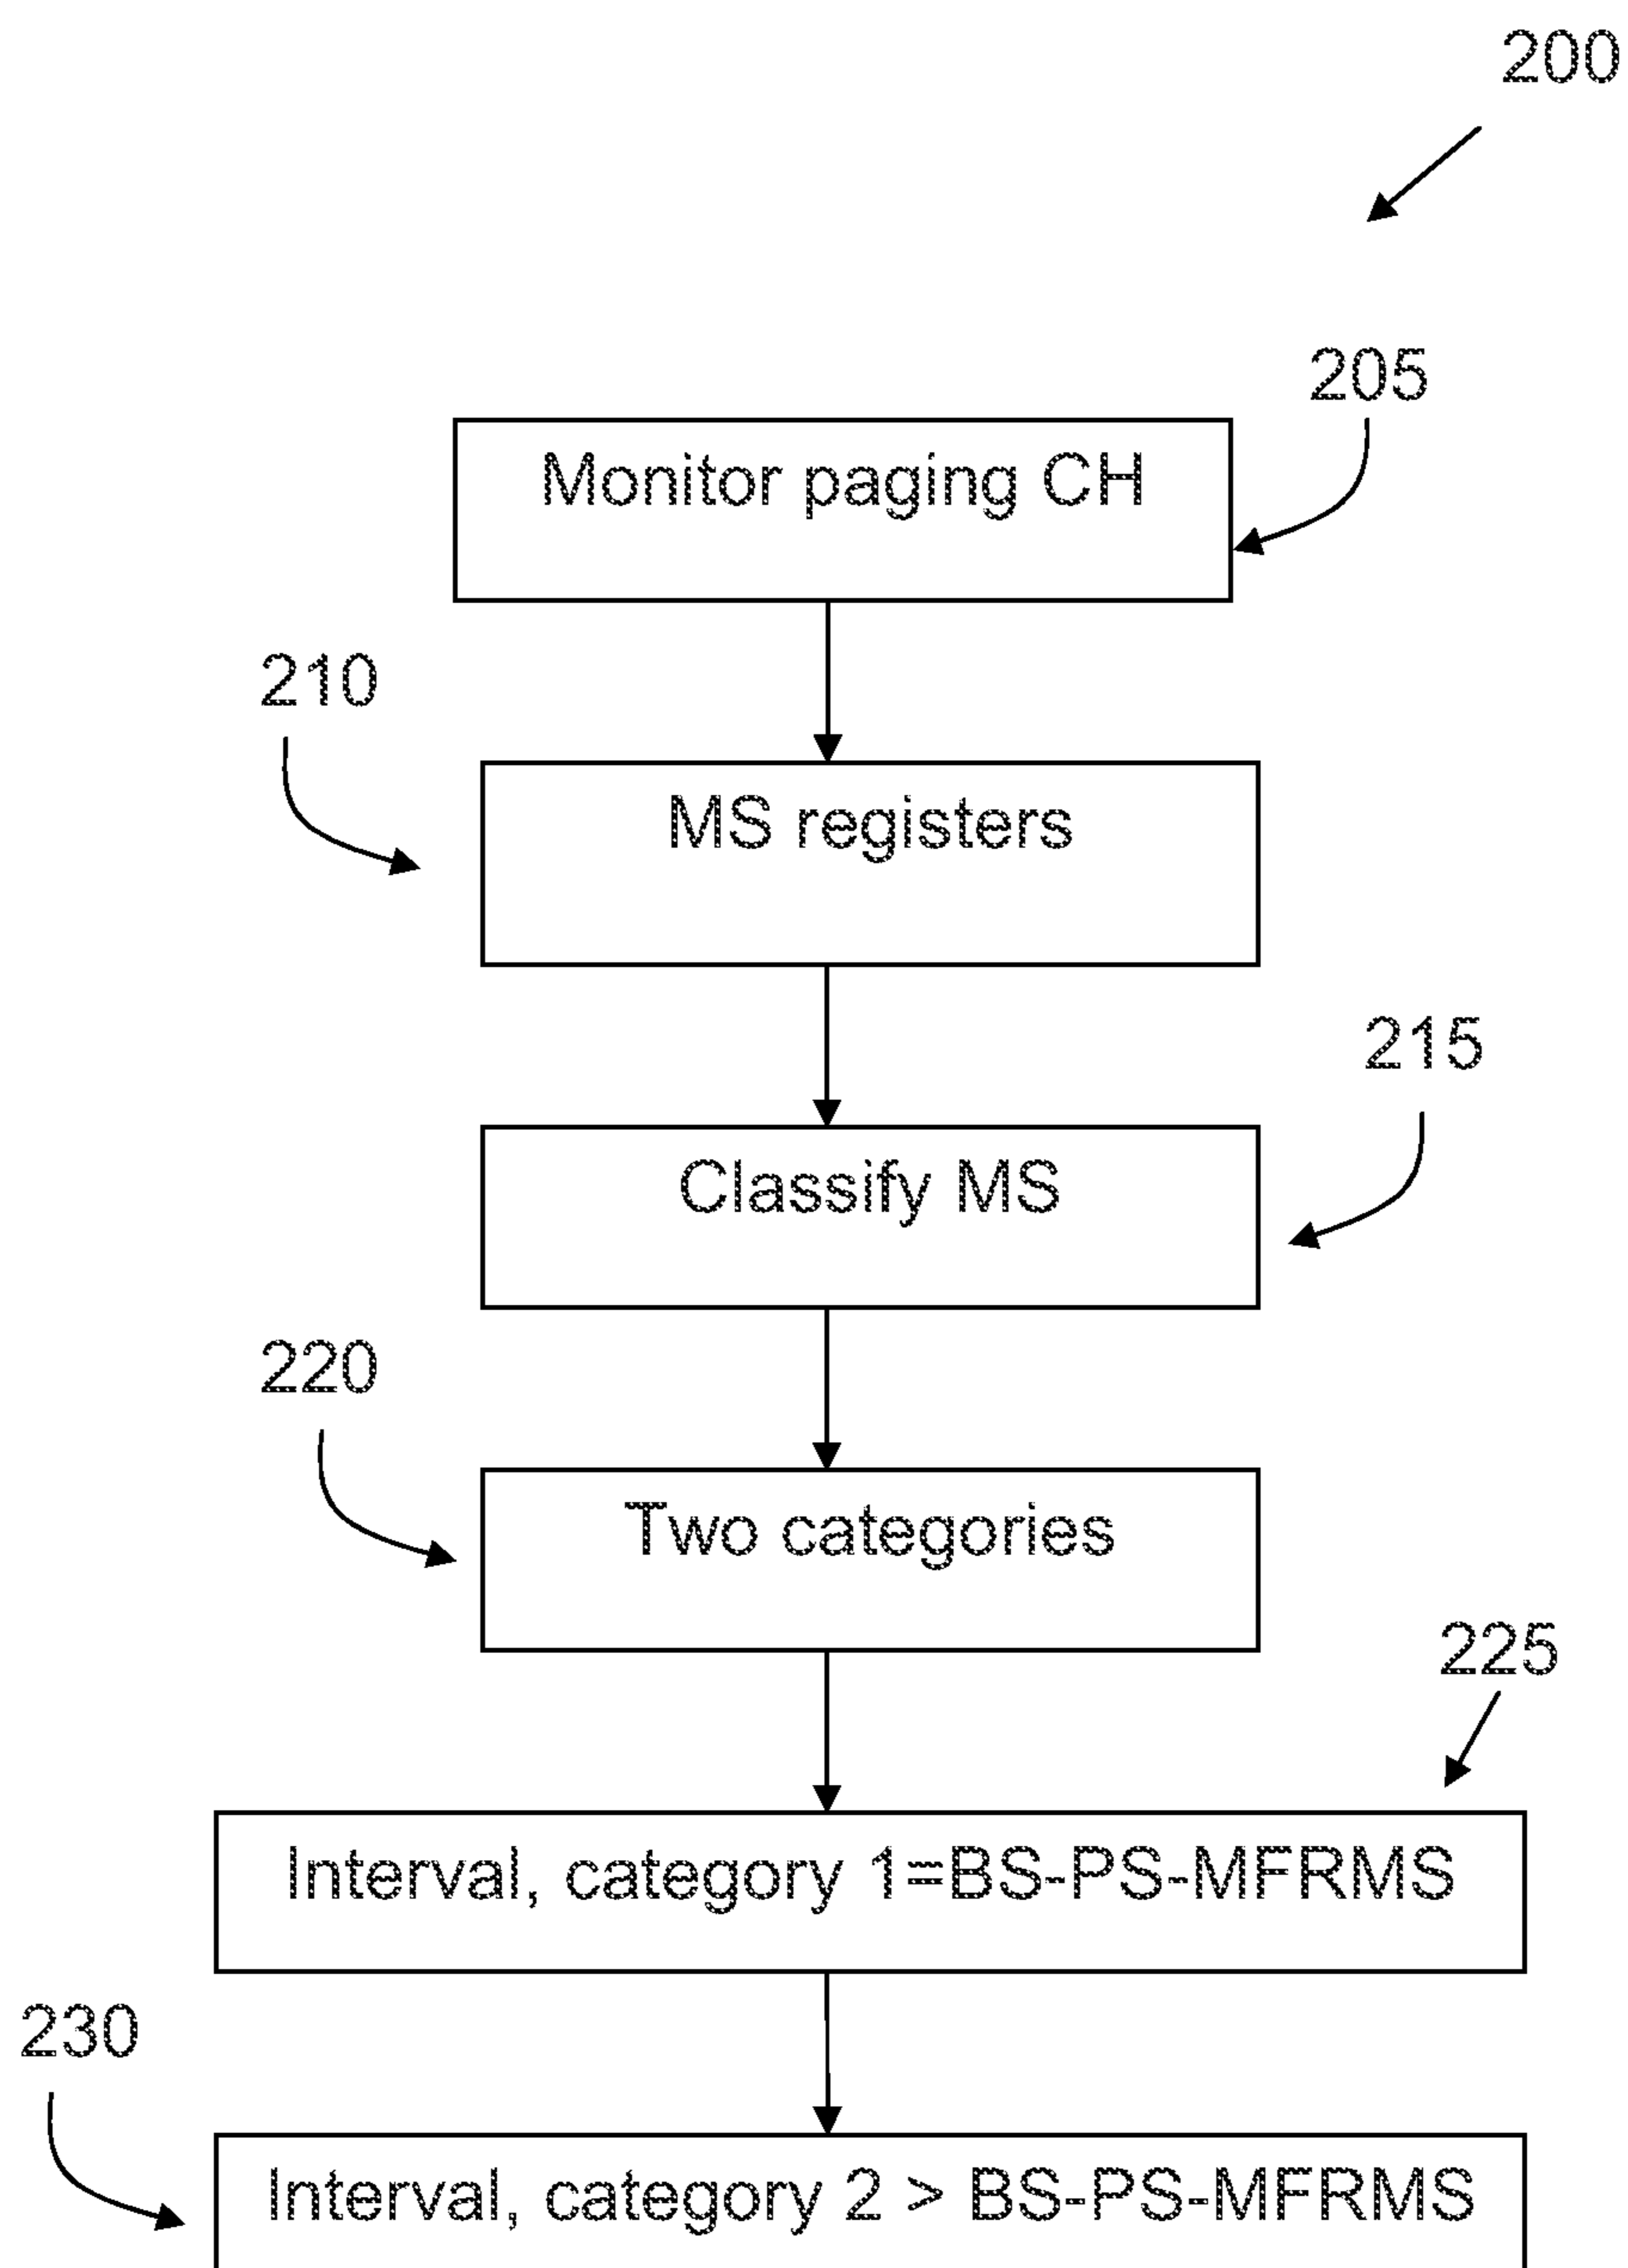 200
205
Monitor paging CH
210
MS registers
215
Classify MS
220
Two categories
225
Interval, category 1=BS-PS-MFRMS
230
Interval, category 2 > BS-PS-MFRMS